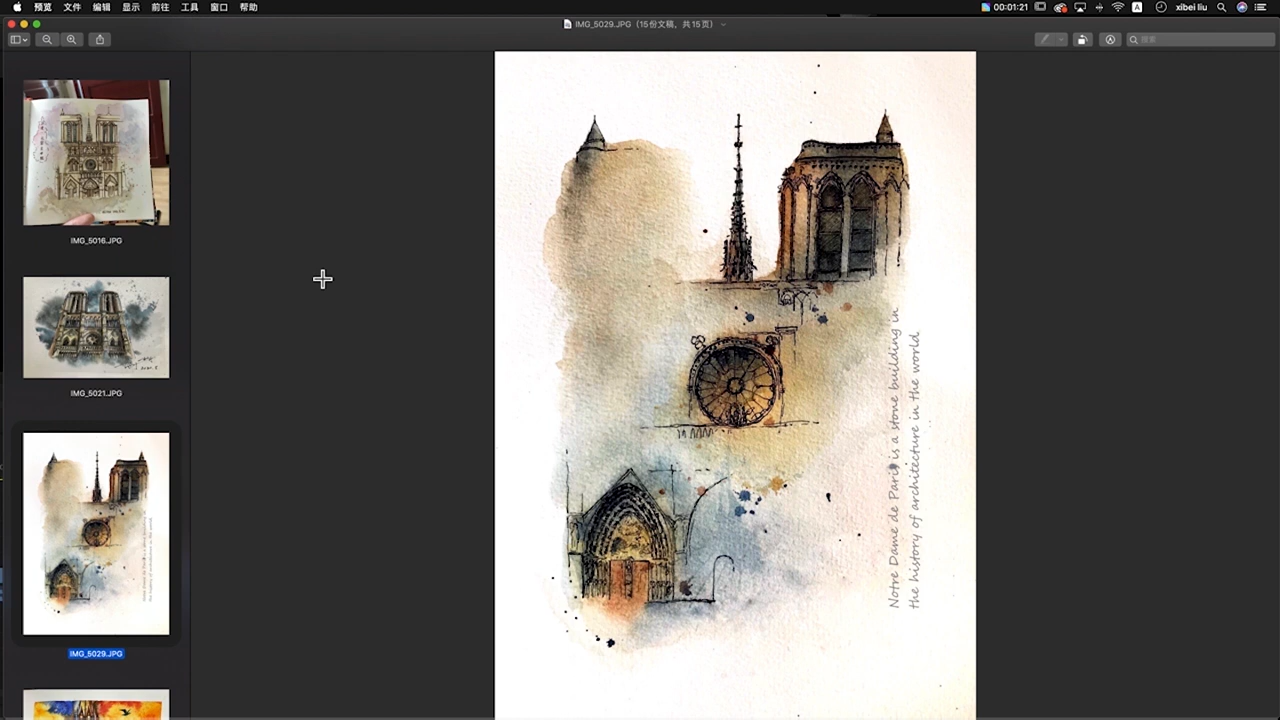 预览 文件 编辑 显示 前往 工具 窗口 帮助
00:01:21
A
xibei liu
IMG_5029.JPG（15份文稿，共15页）
搜索
IMG_5016.JPG
IMG_5021.JPG
IMG_5029.JPG
Notre Dame de Paris is a stone building in
the history of architecture in the world